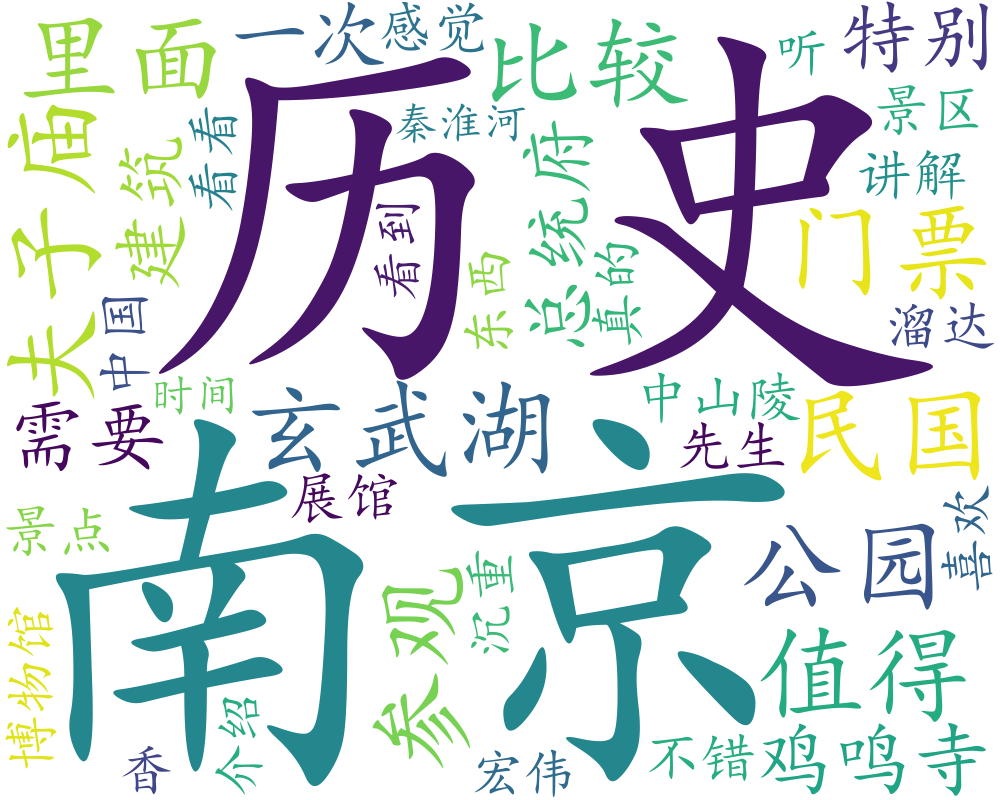 里面
一次
感觉
比较
听
特别
历史
夫子庙
建筑
看看
秦淮河
看到
总统府
真的
东西
景区
讲解
门票
溜达
中国
时间
需要
玄武湖
中山陵
先生
民国
展馆
南京
景点
公园
喜欢
参观
沉重
值得
博物馆
香
介绍
宏伟
不错
鸡鸣寺